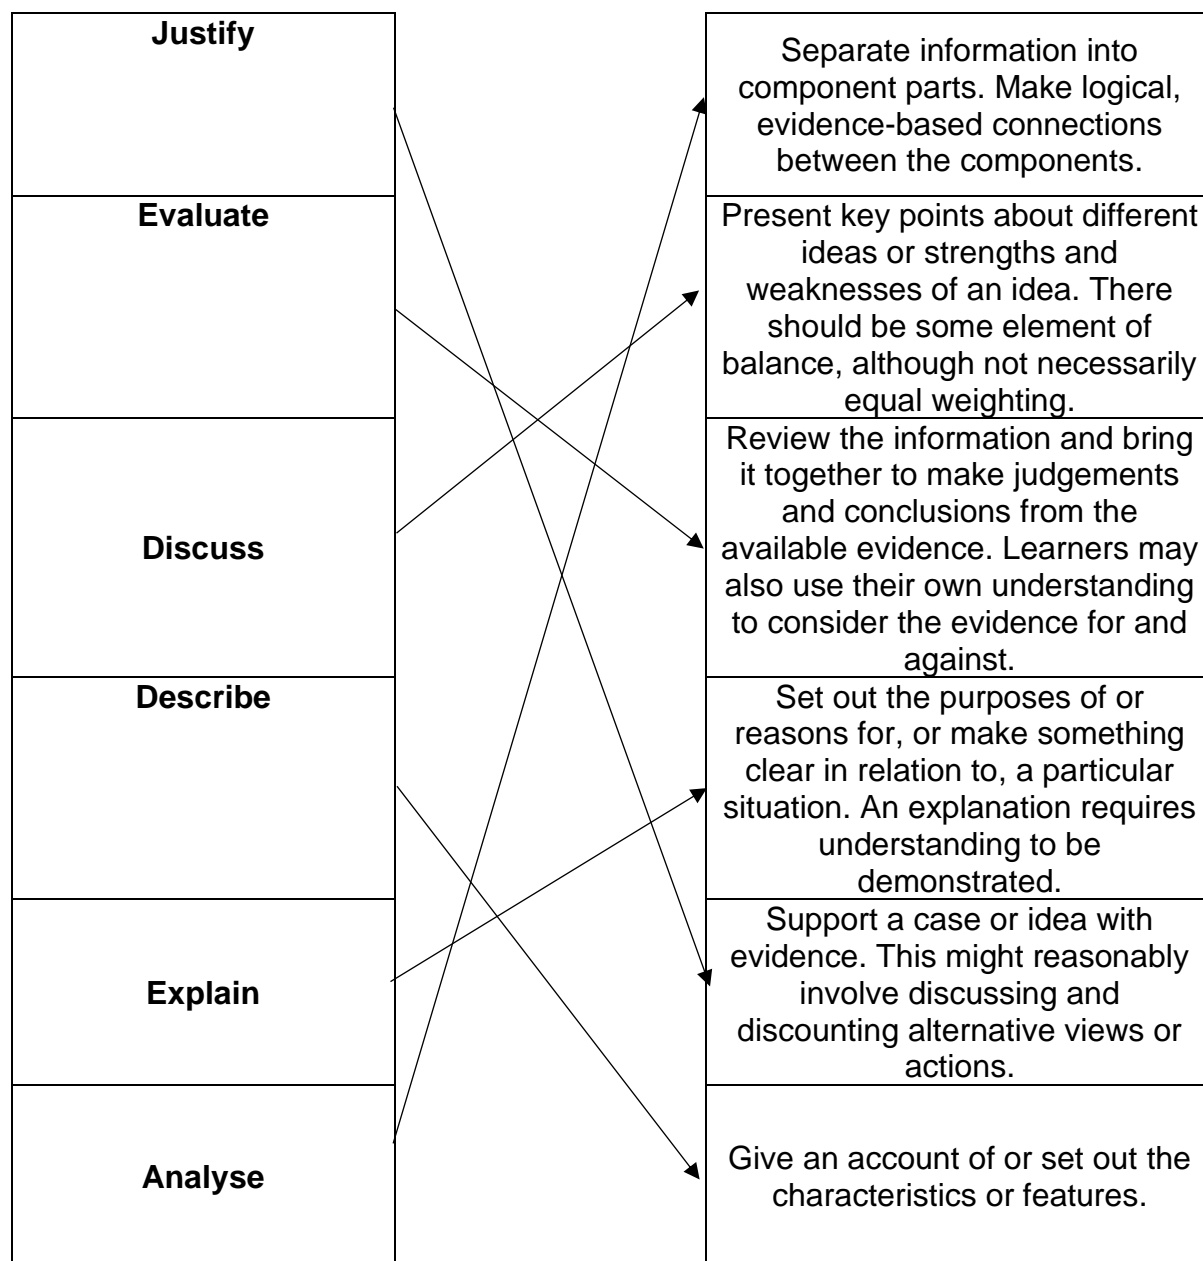 Justify
Separate information into
component parts. Make logical,
evidence-based connections
between the components.
Evaluate
Present key points about different
ideas or strengths and
weaknesses of an idea. There
should be some element of
balance, although not necessarily
equal weighting.
Discuss
Review the information and bring
it together to make judgements
and conclusions from the
available evidence. Learners may
also use their own understanding
to consider the evidence for and
against.
Describe
Set out the purposes of or
reasons for, or make something
clear in relation to, a particular
situation. An explanation requires
understanding to be
demonstrated.
Explain
Support a case or idea with
evidence. This might reasonably
involve discussing and
discounting alternative views or
actions.
Analyse
Give an account of or set out the
characteristics or features.